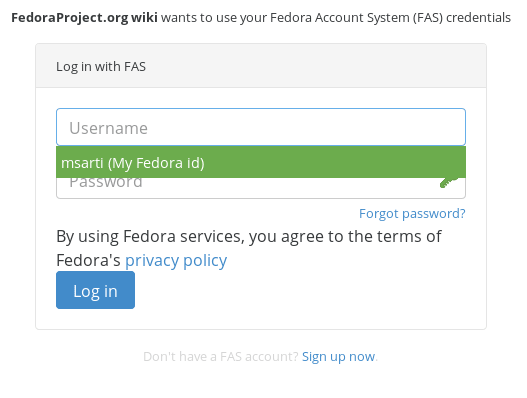 FedoraProject.org wiki wants to use your Fedora Account System (FAS) credentials
Log in with FAS
Username
msarti (My Fedora id)
Password
Forgot password?
By using Fedora services, you agree to the terms of
Fedora's privacy policy
Log in
Don't have a FAS account? Sign up now.